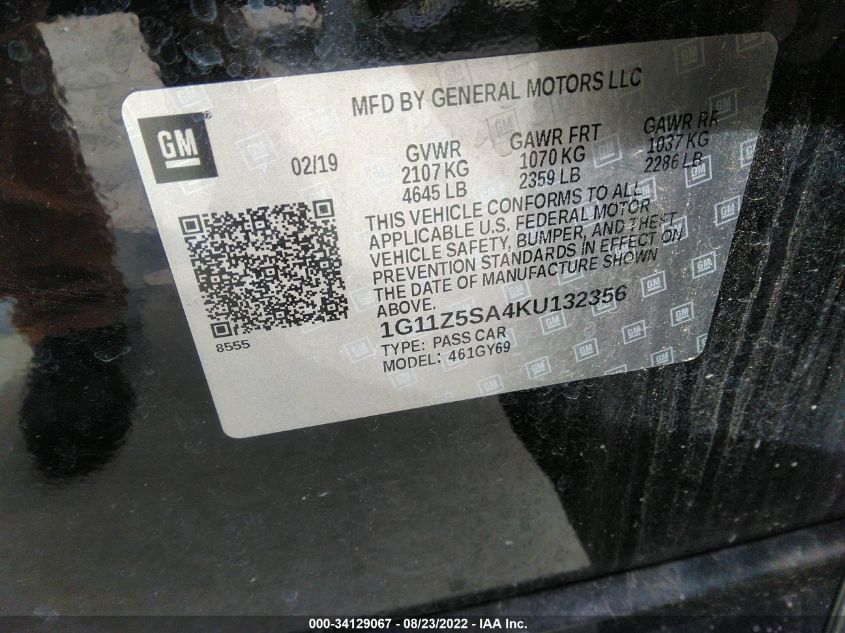 MFD BY GENERAL MOTORS LLC
GM
02/19
GVWR
2107 KG
4645 LB
GAWR FRT
1070 KG
2359 LB
GAWR RR
1037 KG
2286 LB
THIS VEHICLE CONFORMS TO ALL
APPLICABLE U.S. FEDERAL MOTOR
VEHICLE SAFETY, BUMPER, AND THEFT
PREVENTION STANDARDS IN EFFECT ON
THE DATE OF MANUFACTURE SHOWN
ABOVE.
1G11Z5SA4KU132356
TYPE: PASS CAR
MODEL: 461GY69
8555
000-34129067 - 08/23/2022 - IAA Inc.